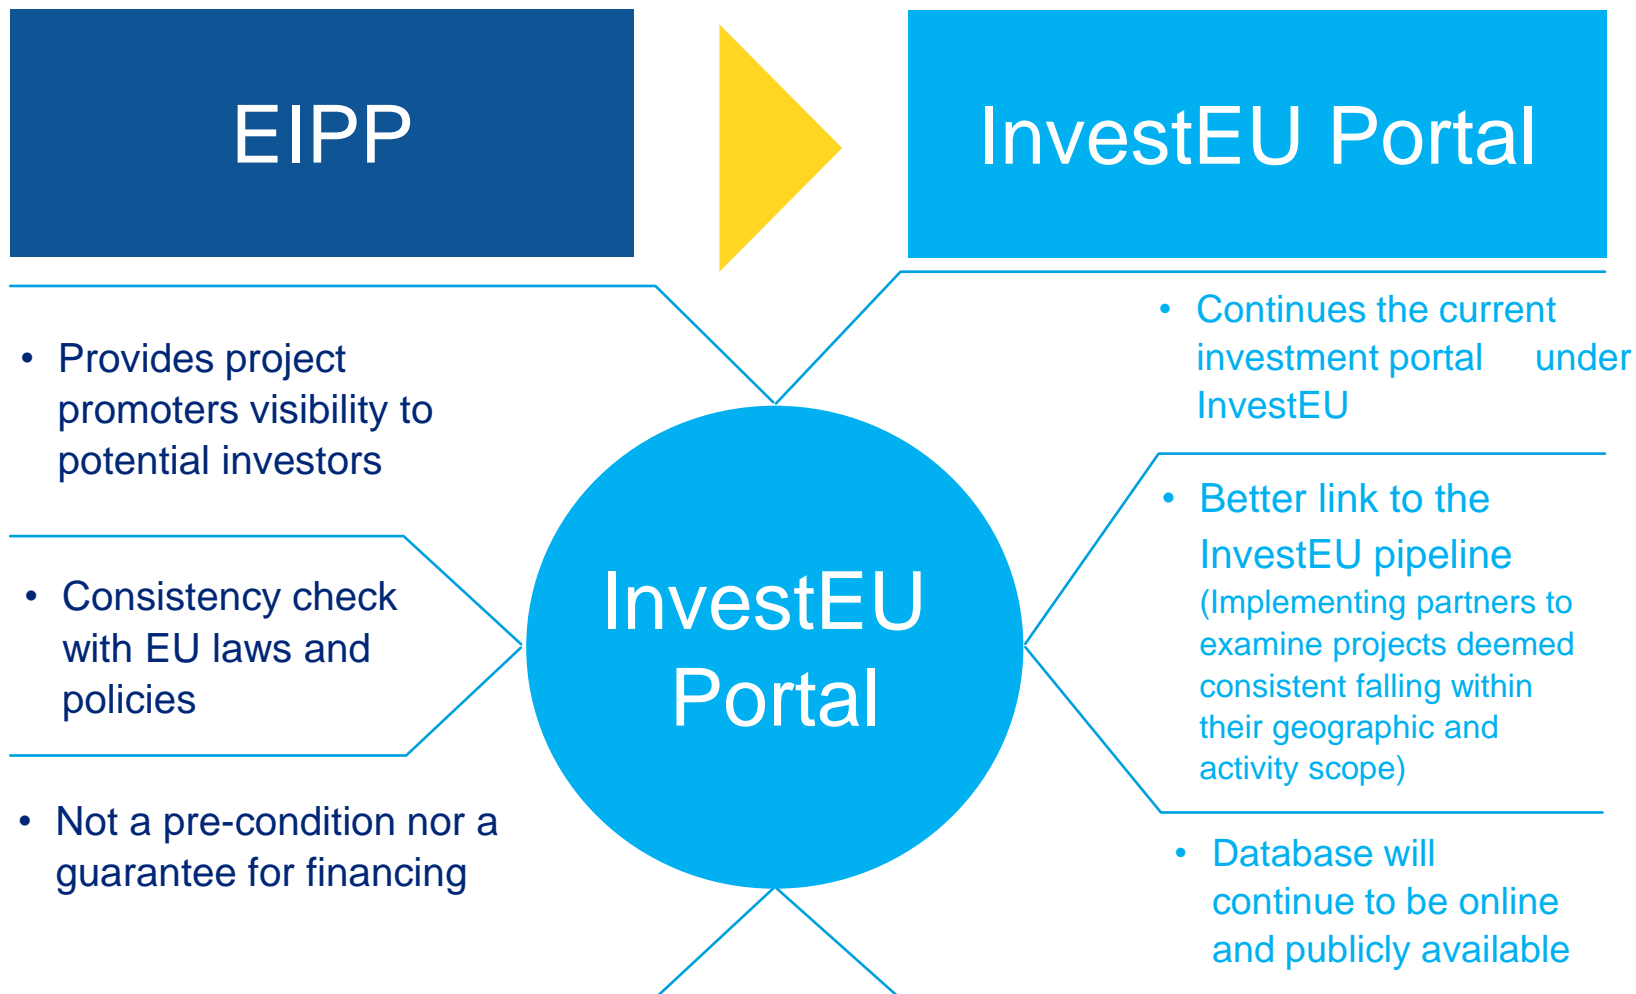 EIPP
InvestEU Portal
• Provides project
promoters visibility to
potential investors
• Consistency check
with EU laws and
policies
• Not a pre-condition nor a
guarantee for financing
InvestEU
Portal
• Continues the current
investment portal under
InvestEU
• Better link to the
InvestEU pipeline
(Implementing partners to
examine projects deemed
consistent falling within
their geographic and
activity scope)
• Database will
continue to be online
and publicly available